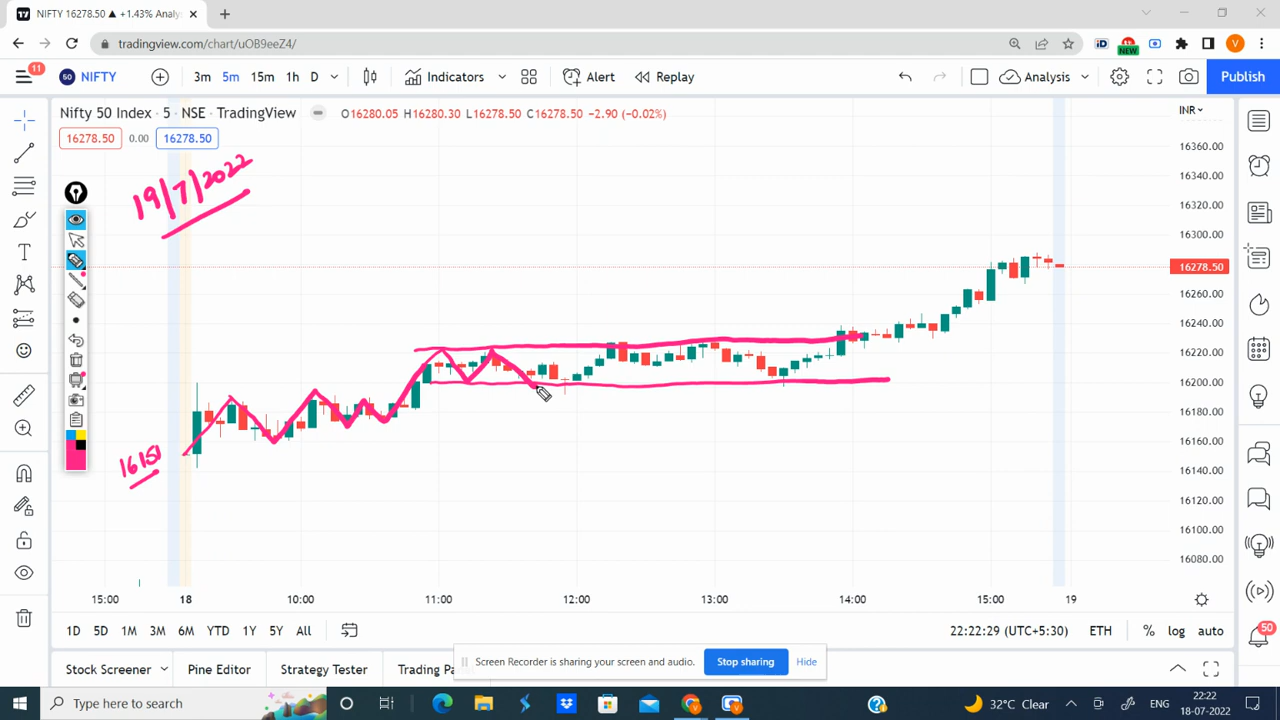 NIFTY 16278.50 ▲ +1.43% Analysi
tradingview.com/chart/uOB9eeZ4/
NEW
V
11
50
NIFTY
3m
5m
15m
1h
D
Indicators
Alert
Replay
Analysis
Publish
Nifty 50 Index · 5 · NSE · TradingView
O16280.05 H16280.30 L16278.50 C16278.50 −2.90 (−0.02%)
INR
16278.50
0.00
16278.50
19/7/2022
16150
16360.00
16340.00
16320.00
16300.00
16278.50
16260.00
16240.00
16220.00
16200.00
16180.00
16160.00
16140.00
16120.00
16100.00
16080.00
15:00
18
10:00
11:00
12:00
13:00
14:00
15:00
19
1D
5D
1M
3M
6M
YTD
1Y
5Y
All
22:22:29 (UTC+5:30)
ETH
%
log
auto
50
Screen Recorder is sharing your screen and audio.
Stop sharing
Hide
Stock Screener
Pine Editor
Strategy Tester
Trading Pa
Type here to search
32°C Clear
ENG
22:22
18-07-2022